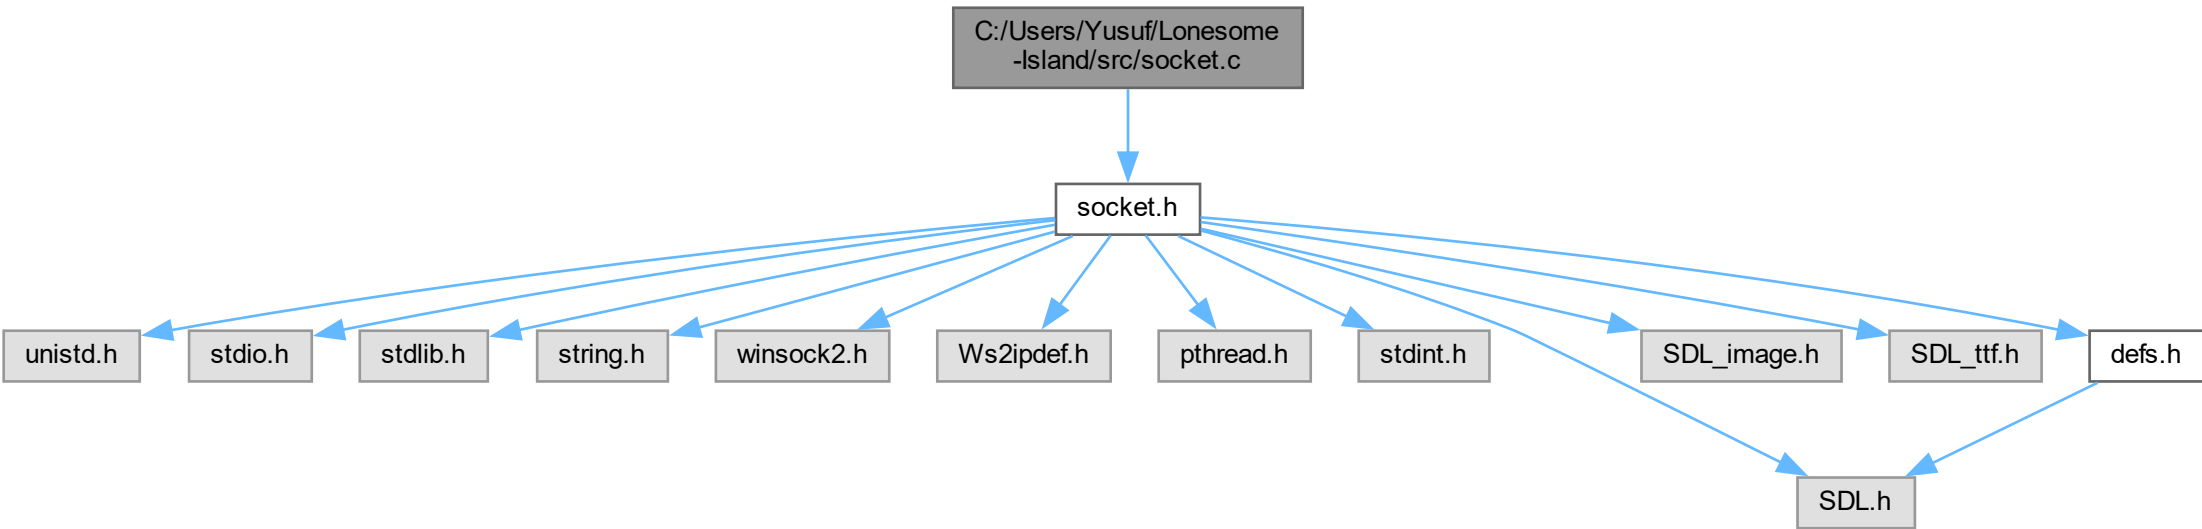 C:/Users/Yusuf/Lonesome
-Island/src/socket.c
socket.h
unistd.h
stdio.h
stdlib.h
string.h
winsock2.h
Ws2ipdef.h
pthread.h
stdint.h
SDL_image.h
SDL_ttf.h
defs.h
SDL.h